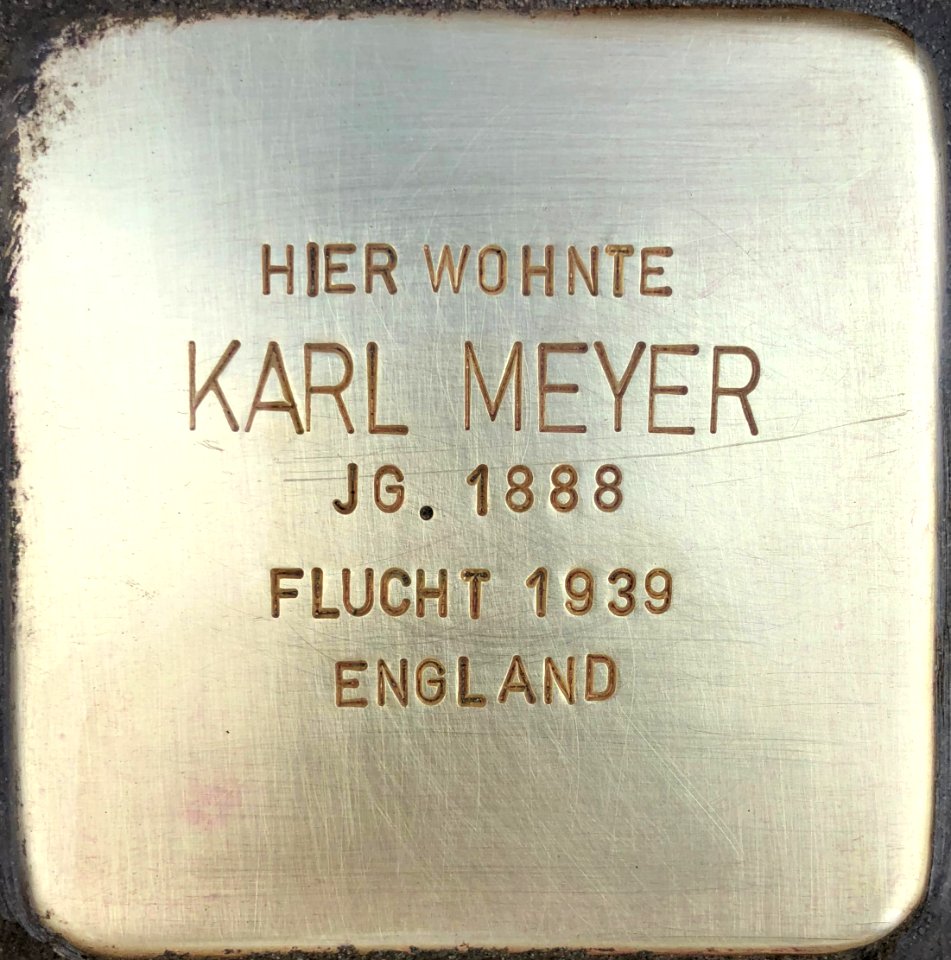 HIER WOHNTE
KARL MEYER
JG. 1888
FLUCHT 1939
ENGLAND